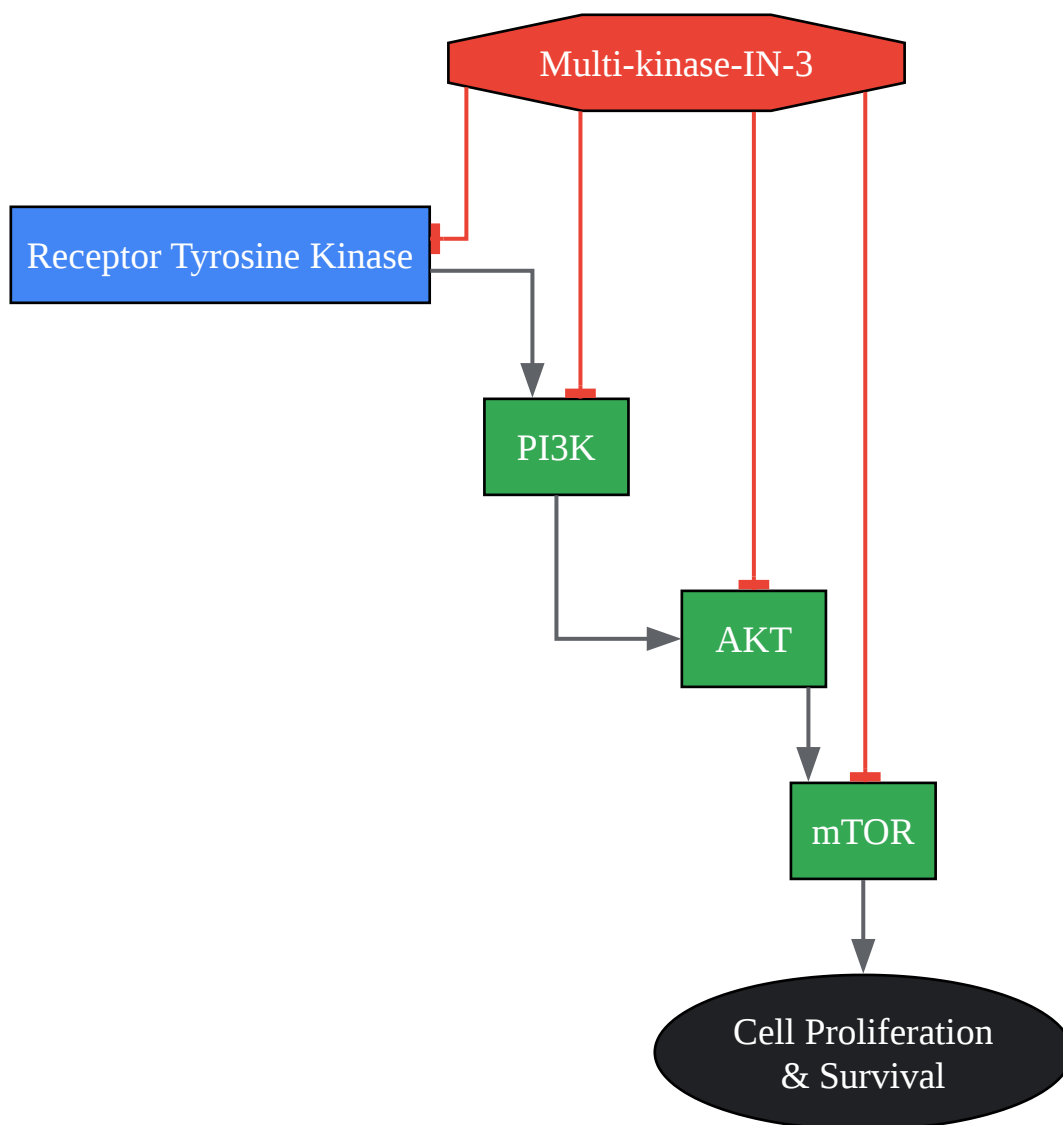 Multi-kinase-IN-3
Receptor Tyrosine Kinase
PI3K
AKT
mTOR
Cell Proliferation
& Survival